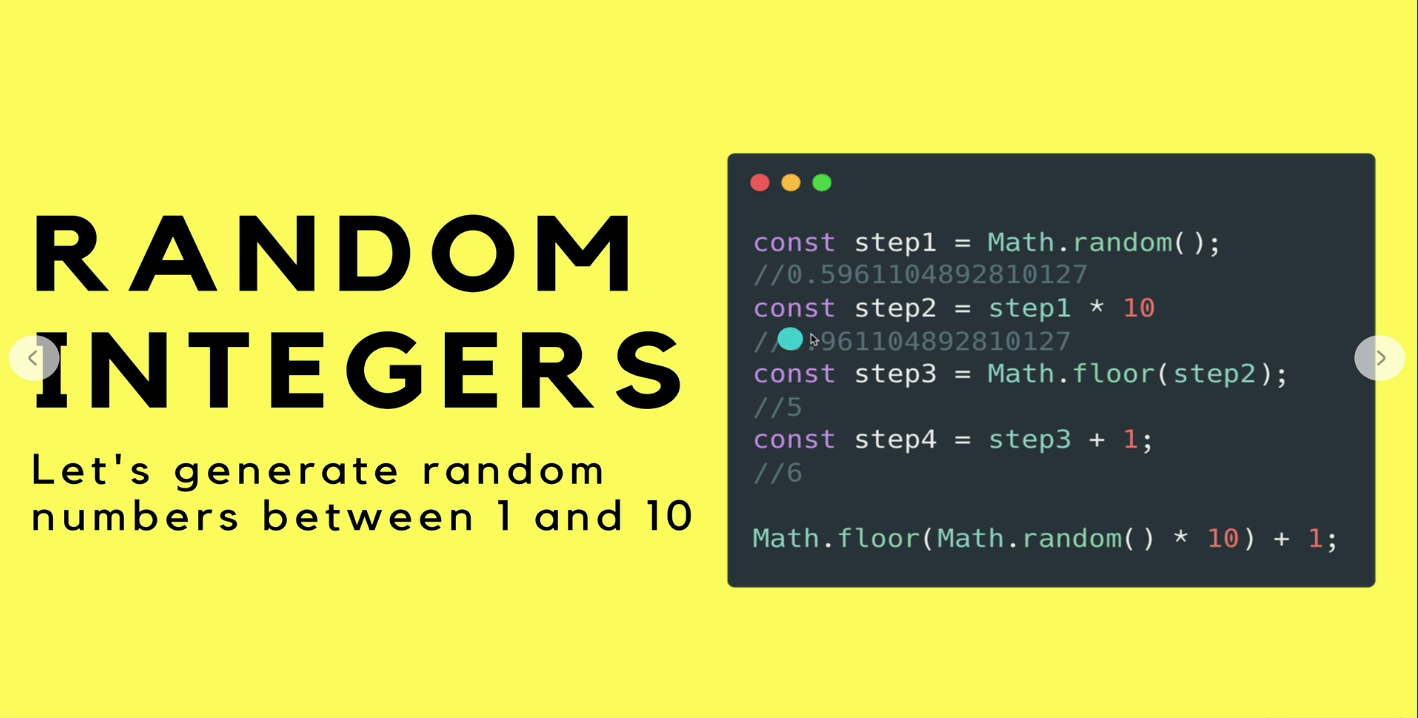 RANDOM
INTEGERS
Let's generate random
numbers between 1 and 10
const step1 = Math.random();
//0.5961104892810127
const step2 = step1 * 10
//.961104892810127
const step3 = Math.floor(step2);
//5
const step4 = step3 + 1;
//6
Math.floor(Math.random() * 10) + 1;